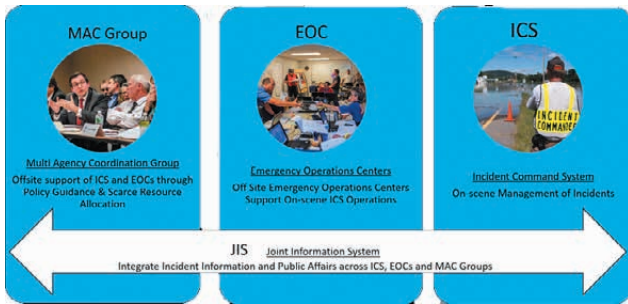 MAC Group
Multi Agency Coordination Group
Offsite support of ICS and EOCs through
Policy Guidance & Scarce Resource
Allocation
EOC
Emergency Operations Centers
Off Site Emergency Operations Centers
Support On-scene ICS Operations
ICS
INCIDENT
COMMANDER
Incident Command System
On-scene Management of Incidents
JIS Joint Information System
Integrate Incident Information and Public Affairs across ICS, EOCs and MAC Groups